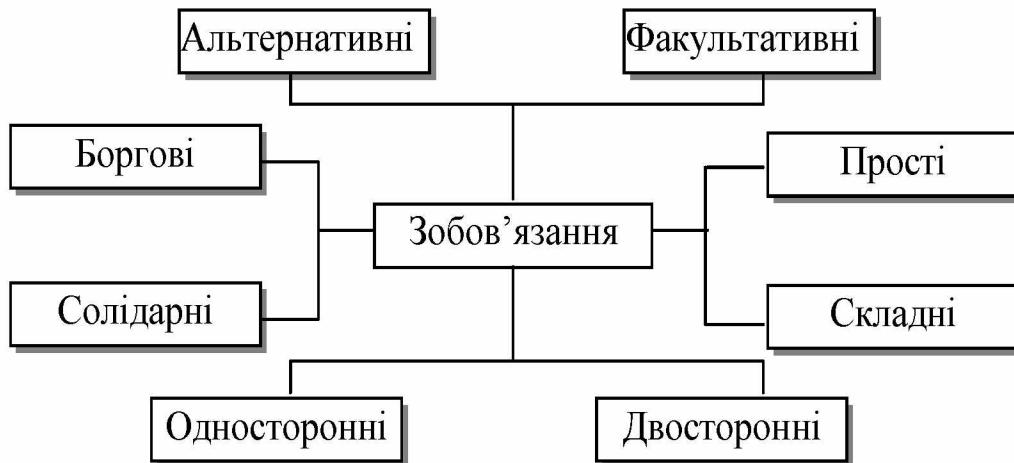 Альтернативні
Факультативні
Боргові
Прості
Зобов’язання
Солідарні
Складні
Односторонні
Двосторонні